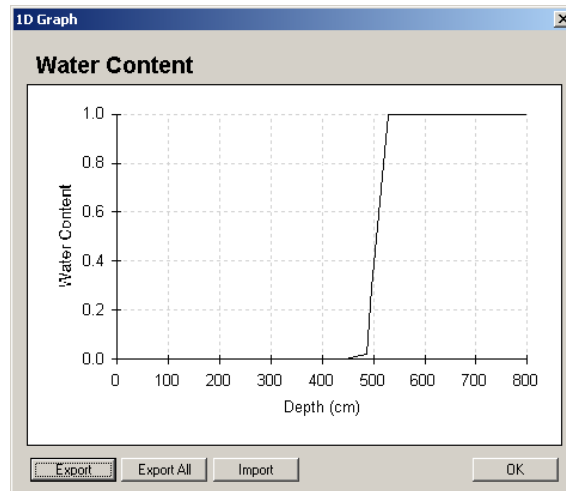 1D Graph
Water Content
1.0
0.8
0.6
0.4
0.2
0.0
Water Content
0 100 200 300 400 500 600 700 800
Depth (cm)
Export Export All Import OK